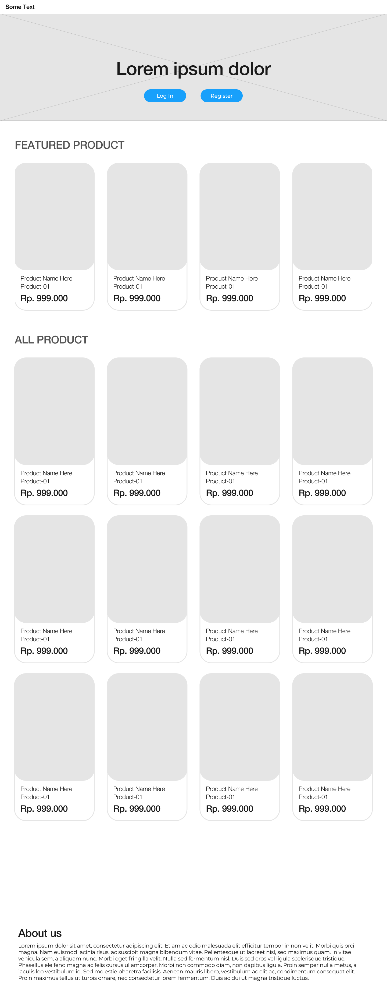 Some Text
Lorem ipsum dolor
Log In
Register
FEATURED PRODUCT
Product Name Here
Product-01
Rp. 999.000
Product Name Here
Product-01
Rp. 999.000
Product Name Here
Product-01
Rp. 999.000
Product Name Here
Product-01
Rp. 999.000
ALL PRODUCT
Product Name Here
Product-01
Rp. 999.000
Product Name Here
Product-01
Rp. 999.000
Product Name Here
Product-01
Rp. 999.000
Product Name Here
Product-01
Rp. 999.000
Product Name Here
Product-01
Rp. 999.000
Product Name Here
Product-01
Rp. 999.000
Product Name Here
Product-01
Rp. 999.000
Product Name Here
Product-01
Rp. 999.000
Product Name Here
Product-01
Rp. 999.000
Product Name Here
Product-01
Rp. 999.000
Product Name Here
Product-01
Rp. 999.000
Product Name Here
Product-01
Rp. 999.000
About us
Lorem ipsum dolor sit amet, consectetur adipiscing elit. Etiam ac odio malesuada elit efficitur tempor in non velit. Morbi quis orci
magna. Nam euismod lacinia risus, ac suscipit magna bibendum vitae. Pellentesque ut laoreet nisl, sed maximus quam. In vitae
vehicula sem, a aliquam nunc. Morbi eget fringilla velit. Nulla sed fermentum nisl. Duis sed eros vel ligula scelerisque tristique.
Phasellus eleifend magna ac felis cursus ullamcorper. Morbi non commodo diam, non dapibus ligula. Proin semper nulla metus, a
iaculis leo vestibulum id. Sed molestie pharetra facilisis. Aenean mauris libero, vestibulum ac elit ac, condimentum consequat elit.
Proin maximus tellus ut turpis ornare, nec consectetur lorem fermentum. Duis ac dui ut magna tristique luctus.